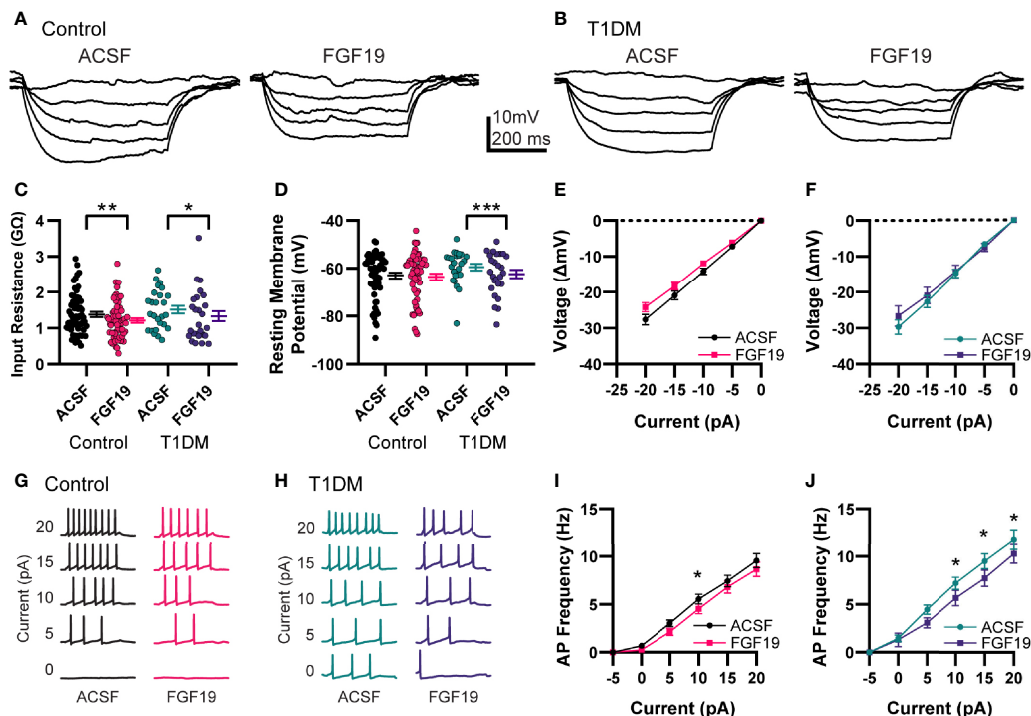 A Control
ACSF FGF19
B T1DM
ACSF FGF19
10mV
200 ms
C
Input Resistance (GΩ)
4
3
2
1
0
** *
ACSF FGF19 ACSF FGF19
Control T1DM
D
Resting Membrane
Potential (mV)
-40
-60
-80
-100
***
ACSF FGF19 ACSF FGF19
Control T1DM
E
Voltage (ΔmV)
0
-10
-20
-30
-40
ACSF
FGF19
-25 -20 -15 -10 -5 0
Current (pA)
F
Voltage (ΔmV)
0
-10
-20
-30
-40
ACSF
FGF19
-25 -20 -15 -10 -5 0
Current (pA)
G Control
Current (pA)
20
15
10
5
0
ACSF FGF19
H T1DM
Current (pA)
20
15
10
5
0
ACSF FGF19
I
AP Frequency (Hz)
15
10
5
0
*
ACSF
FGF19
-5 0 5 10 15 20
Current (pA)
J
AP Frequency (Hz)
15
10
5
0
* * *
ACSF
FGF19
-5 0 5 10 15 20
Current (pA)